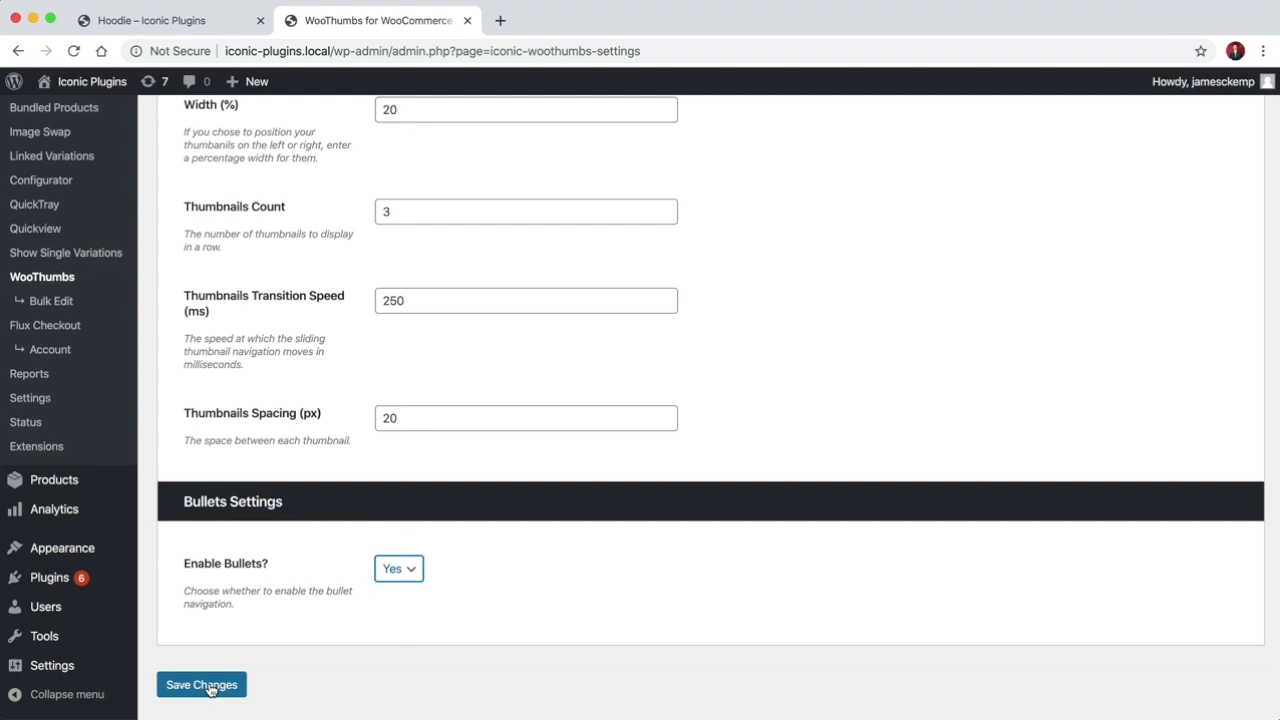 Hoodie – Iconic Plugins
WooThumbs for WooCommerce
Not Secure
iconic-plugins.local/wp-admin/admin.php?page=iconic-woothumbs-settings
Iconic Plugins
7
0
New
Howdy, jamesckemp
Bundled Products
Image Swap
Linked Variations
Configurator
QuickTray
Quickview
Show Single Variations
WooThumbs
Bulk Edit
Flux Checkout
Account
Reports
Settings
Status
Extensions
Products
Analytics
Appearance
Plugins 6
Users
Tools
Settings
Collapse menu
Width (%)
20
If you chose to position your
thumbanils on the left or right, enter
a percentage width for them.
Thumbnails Count
3
The number of thumbnails to display
in a row.
Thumbnails Transition Speed
(ms)
250
The speed at which the sliding
thumbnail navigation moves in
milliseconds.
Thumbnails Spacing (px)
20
The space between each thumbnail.
Bullets Settings
Enable Bullets?
Yes
Choose whether to enable the bullet
navigation.
Save Changes